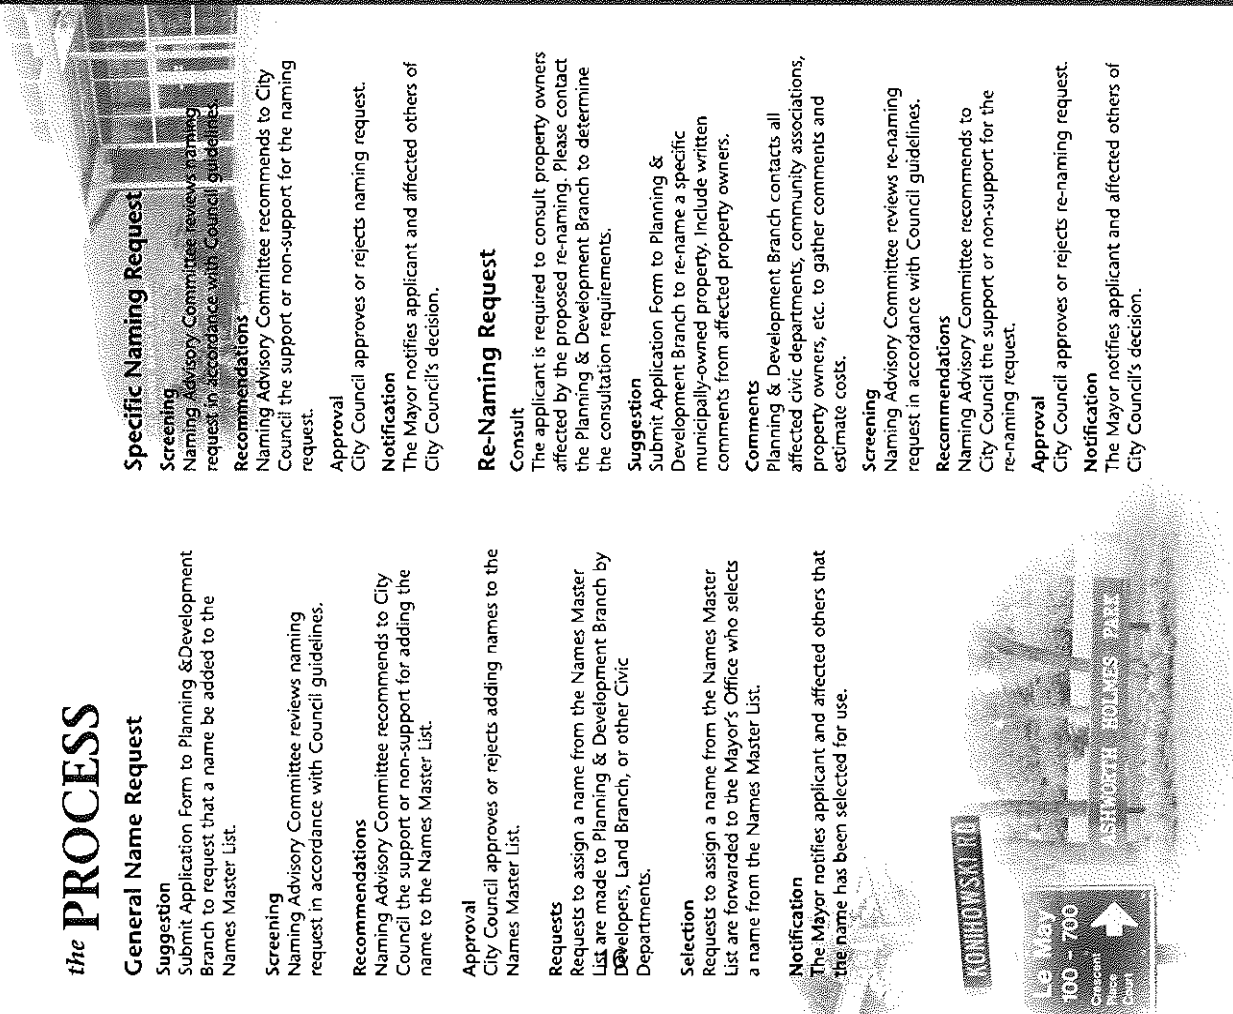 the PROCESS
General Name Request
Suggestion
Submit Application Form to Planning &Development
Branch to request that a name be added to the
Names Master List.
Screening
Naming Advisory Committee reviews naming
request in accordance with Council guidelines.
Recommendations
Naming Advisory Committee recommends to City
Council the support or non-support for adding the
name to the Names Master List.
Approval
City Council approves or rejects adding names to the
Names Master List.
Requests
Requests to assign a name from the Names Master
List are made to Planning & Development Branch by
Developers, Land Branch, or other Civic
Departments.
Selection
Requests to assign a name from the Names Master
List are forwarded to the Mayor's Office who selects
a name from the Names Master List.
Notification
The Mayor notifies applicant and affected others that
the name has been selected for use.
KONIHOWSKI RD
Le May
100 - 700
Crescent
Place
Court
ASHWORTH HOLMES PARK
Specific Naming Request
Screening
Naming Advisory Committee reviews naming
request in accordance with Council guidelines.
Recommendations
Naming Advisory Committee recommends to City
Council the support or non-support for the naming
request.
Approval
City Council approves or rejects naming request.
Notification
The Mayor notifies applicant and affected others of
City Council's decision.
Re-Naming Request
Consult
The applicant is required to consult property owners
affected by the proposed re-naming. Please contact
the Planning & Development Branch to determine
the consultation requirements.
Suggestion
Submit Application Form to Planning &
Development Branch to re-name a specific
municipally-owned property. Include written
comments from affected property owners.
Comments
Planning & Development Branch contacts all
affected civic departments, community associations,
property owners, etc. to gather comments and
estimate costs.
Screening
Naming Advisory Committee reviews re-naming
request in accordance with Council guidelines.
Recommendations
Naming Advisory Committee recommends to
City Council the support or non-support for the
re-naming request.
Approval
City Council approves or rejects re-naming request.
Notification
The Mayor notifies applicant and affected others of
City Council's decision.